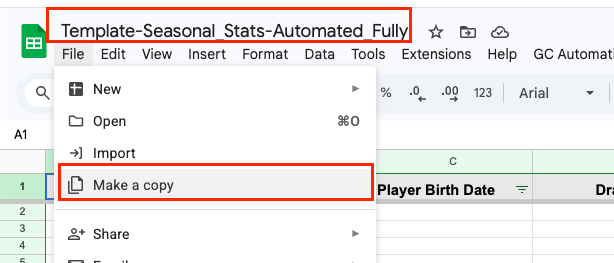 Template-Seasonal_Stats-Automated_Fully
File Edit View Insert Format Data Tools Extensions Help GC Automati
New
% .0 .00 123 Arial
Open ⌘O
A1
Import
C
Make a copy
1 Player Birth Date Dra
2
3
Share
4
5